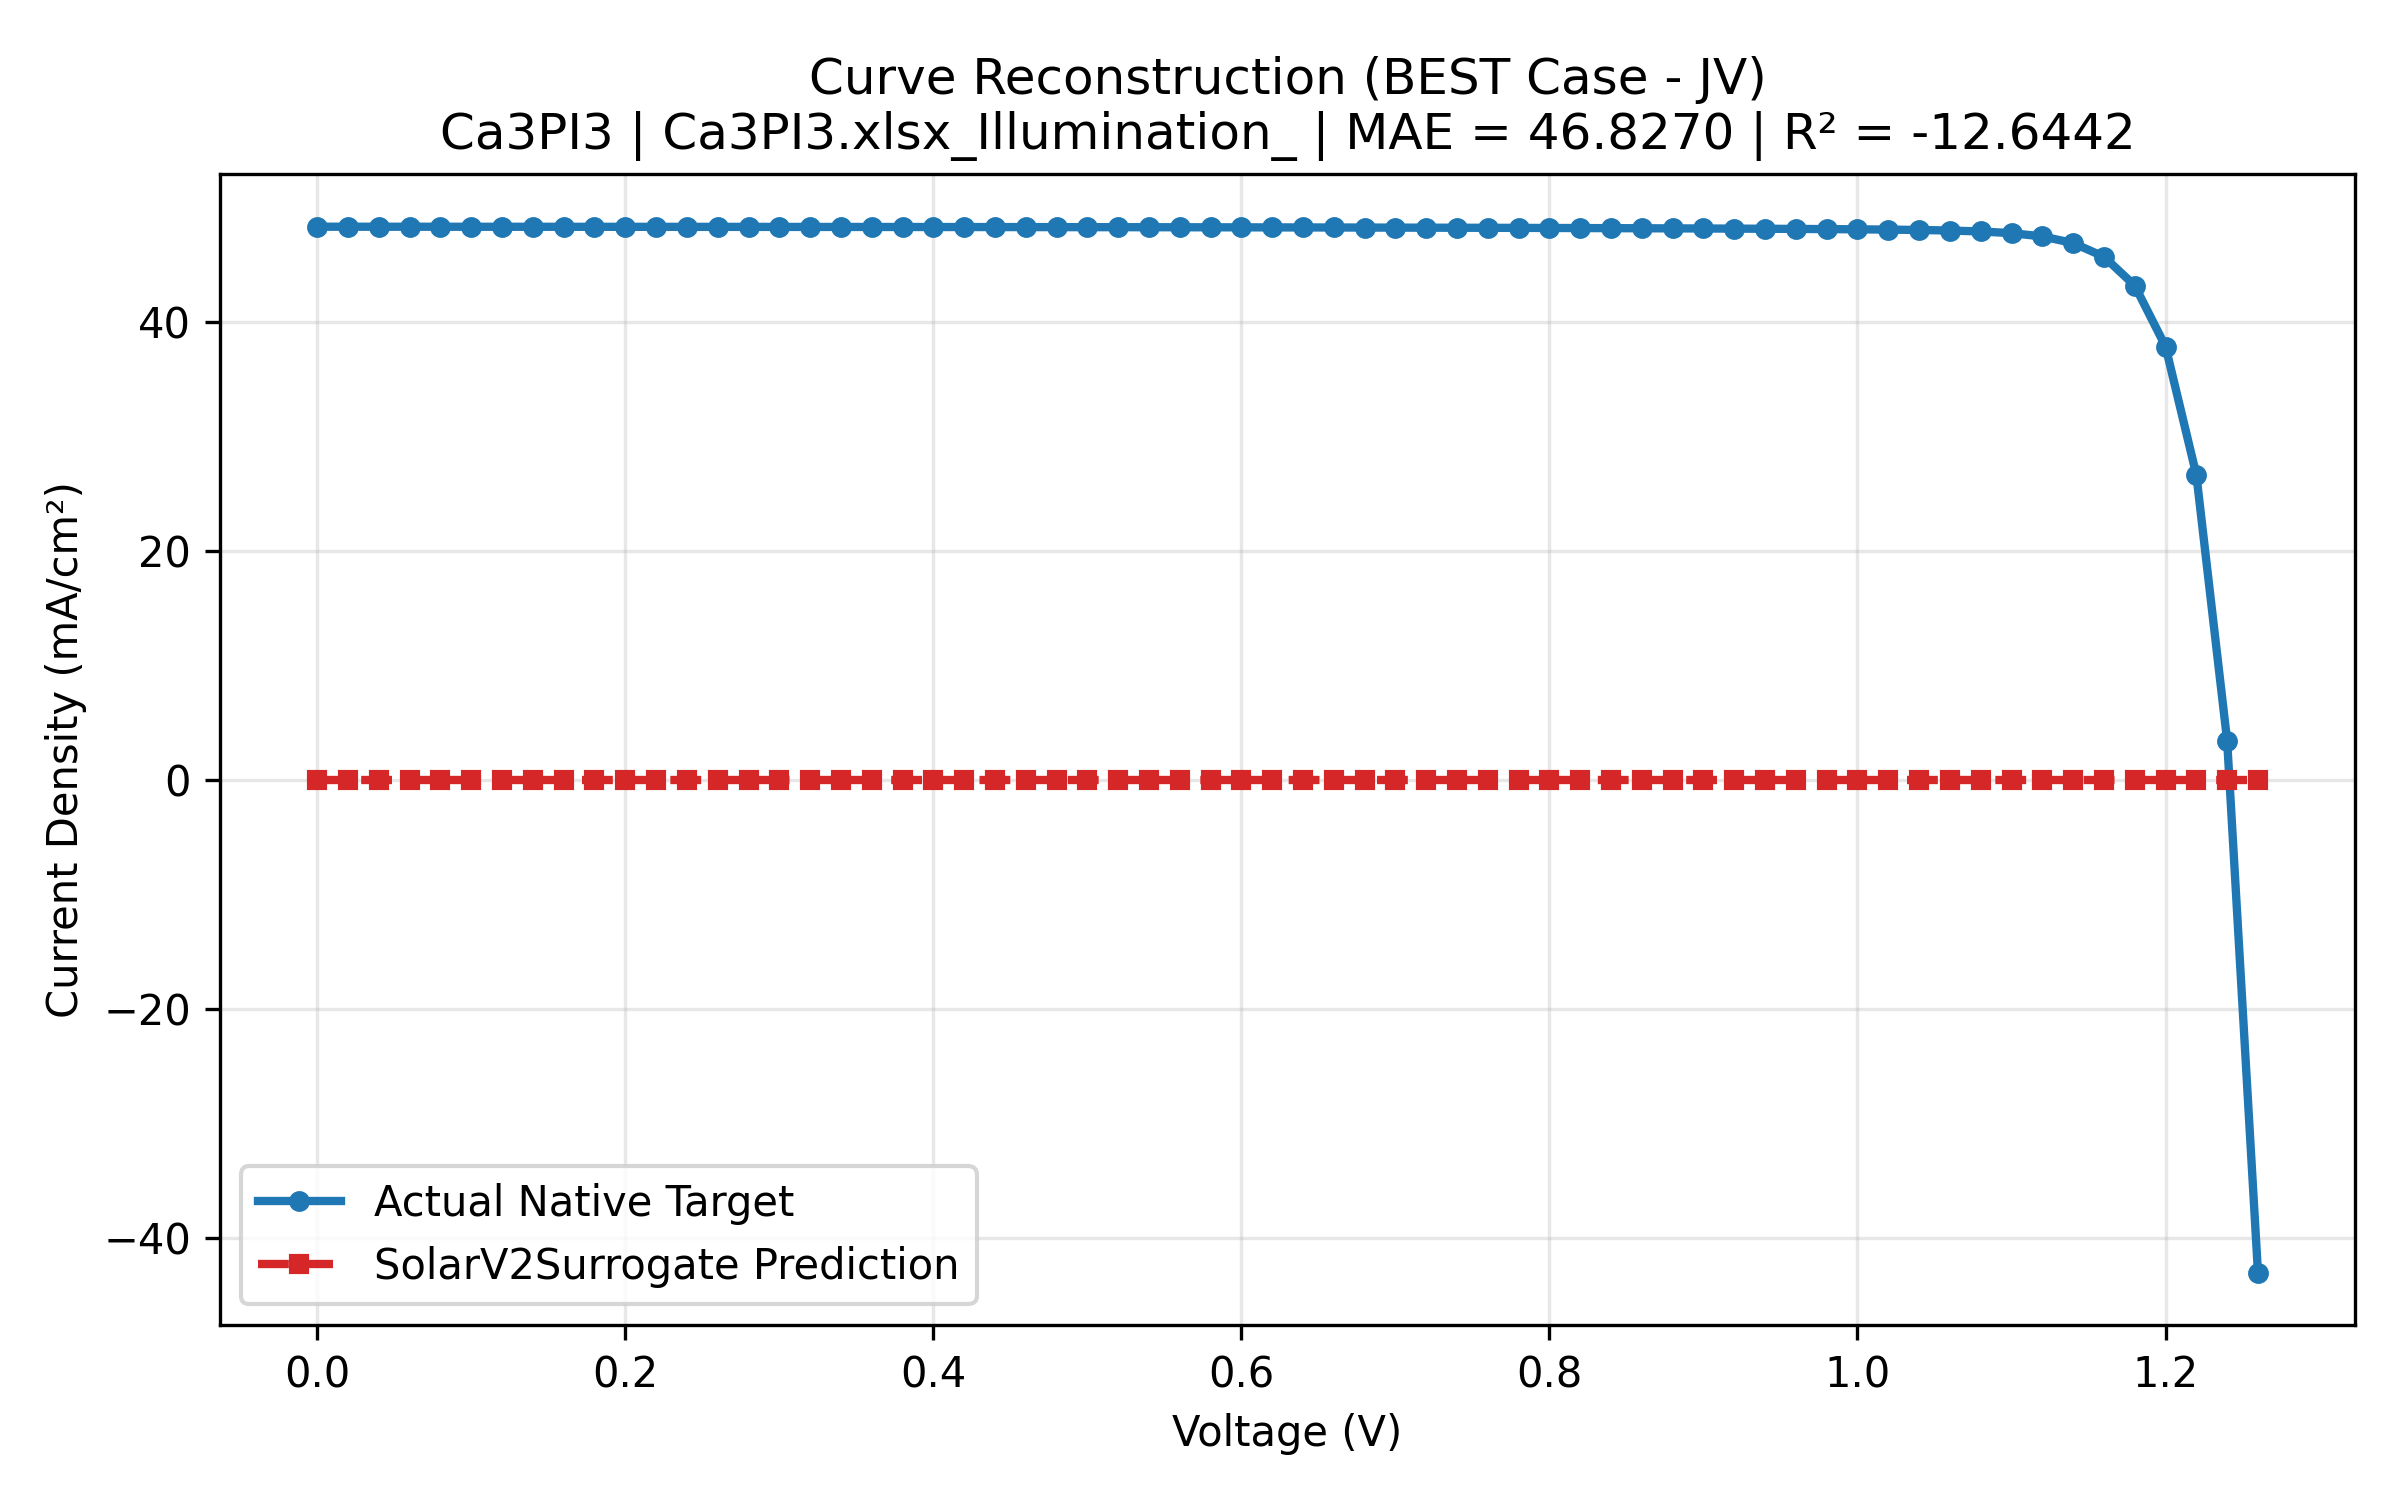 Curve Reconstruction (BEST Case - JV)
Ca3PI3 | Ca3PI3.xlsx_Illumination_ | MAE = 46.8270 | R² = -12.6442
Current Density (mA/cm²)
40
20
0
−20
−40
Actual Native Target
SolarV2Surrogate Prediction
0.0 0.2 0.4 0.6 0.8 1.0 1.2
Voltage (V)